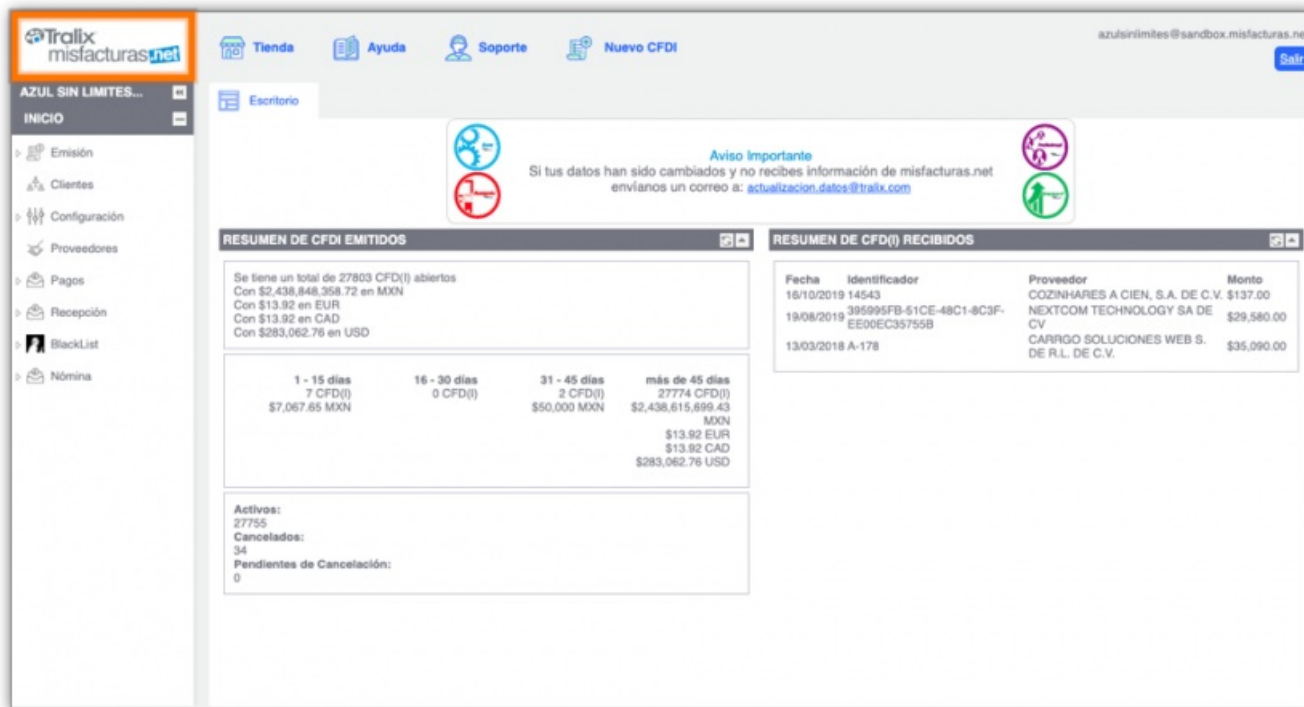 Tralix
misfacturas.net
Tienda
Ayuda
Soporte
Nuevo CFDI
azulsinlimites@sandbox.misfacturas.ne
Salir
AZUL SIN LIMITES...
INICIO
Emisión
Clientes
Configuración
Proveedores
Pagos
Recepción
BlackList
Nómina
Escritorio
Aviso Importante
Si tus datos han sido cambiados y no recibes información de misfacturas.net
envíanos un correo a: actualizacion.datos@tralix.com
RESUMEN DE CFDI EMITIDOS
Se tiene un total de 27803 CFD(I) abiertos
Con $2,438,848,358.72 en MXN
Con $13.92 en EUR
Con $13.92 en CAD
Con $283,062.76 en USD
1 - 15 días 16 - 30 días 31 - 45 días más de 45 días
7 CFD(I) 0 CFD(I) 2 CFD(I) 27774 CFD(I)
$7,067.65 MXN $50,000 MXN $2,438,615,699.43
MXN
$13.92 EUR
$13.92 CAD
$283,062.76 USD
Activos:
27755
Cancelados:
34
Pendientes de Cancelación:
0
RESUMEN DE CFD(I) RECIBIDOS
Fecha Identificador Proveedor Monto
16/10/2019 14543 COZINHARES A CIEN, S.A. DE C.V. $137.00
19/08/2019 395995FB-51CE-48C1-8C3F- NEXTCOM TECHNOLOGY SA DE $29,580.00
EE00EC35755B CV
13/03/2018 A-178 CARRGO SOLUCIONES WEB S. $35,090.00
DE R.L. DE C.V.